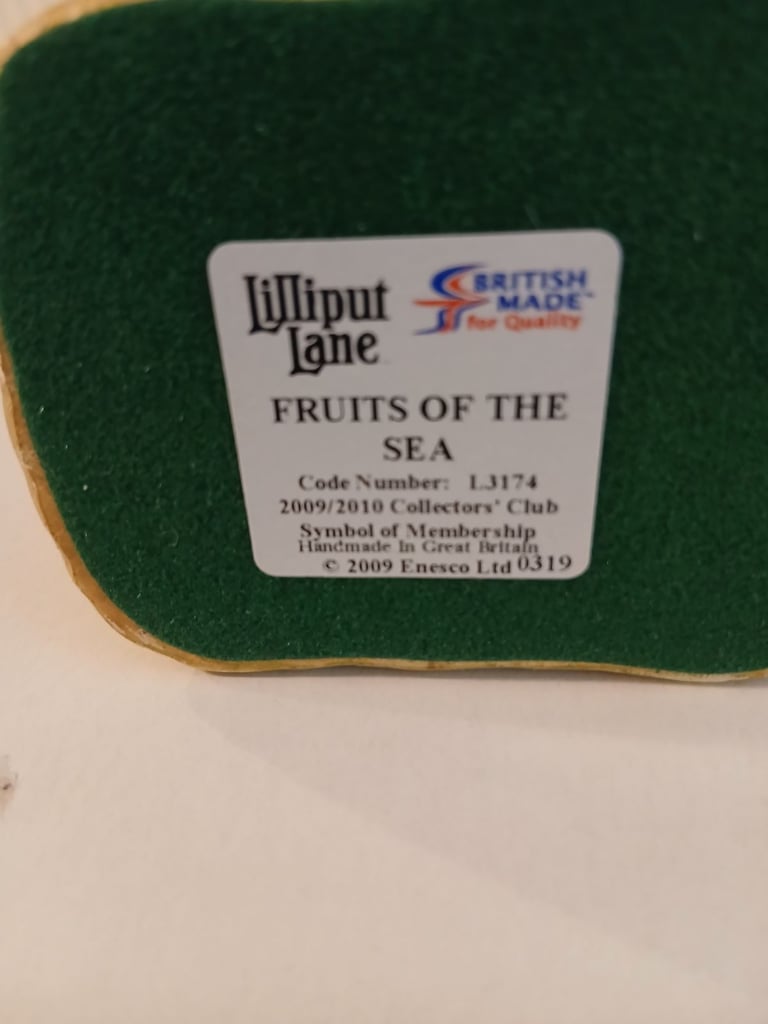 Lilliput
Lane
BRITISH
MADE™
for Quality
FRUITS OF THE
SEA
Code Number: L3174
2009/2010 Collectors' Club
Symbol of Membership
Handmade In Great Britain
© 2009 Enesco Ltd 0319